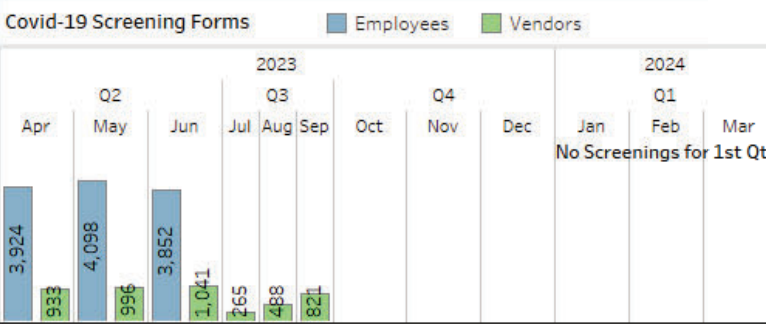 Covid-19 Screening Forms Employees Vendors
2023 2024
Q2 Q3 Q4 Q1
Apr May Jun Jul Aug Sep Oct Nov Dec Jan Feb Mar
No Screenings for 1st Qt
3,924 933 4,098 996 3,852 1,041 265 488 821